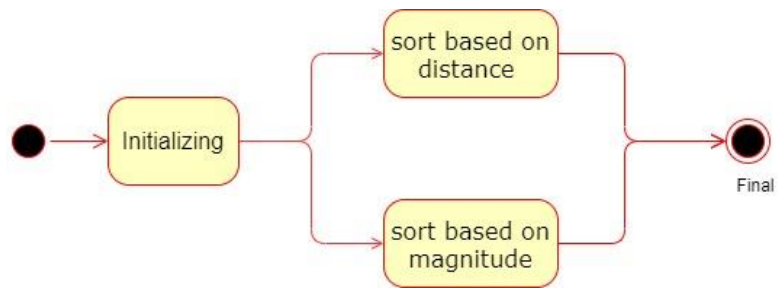 Initializing
sort based on
distance
sort based on
magnitude
Final